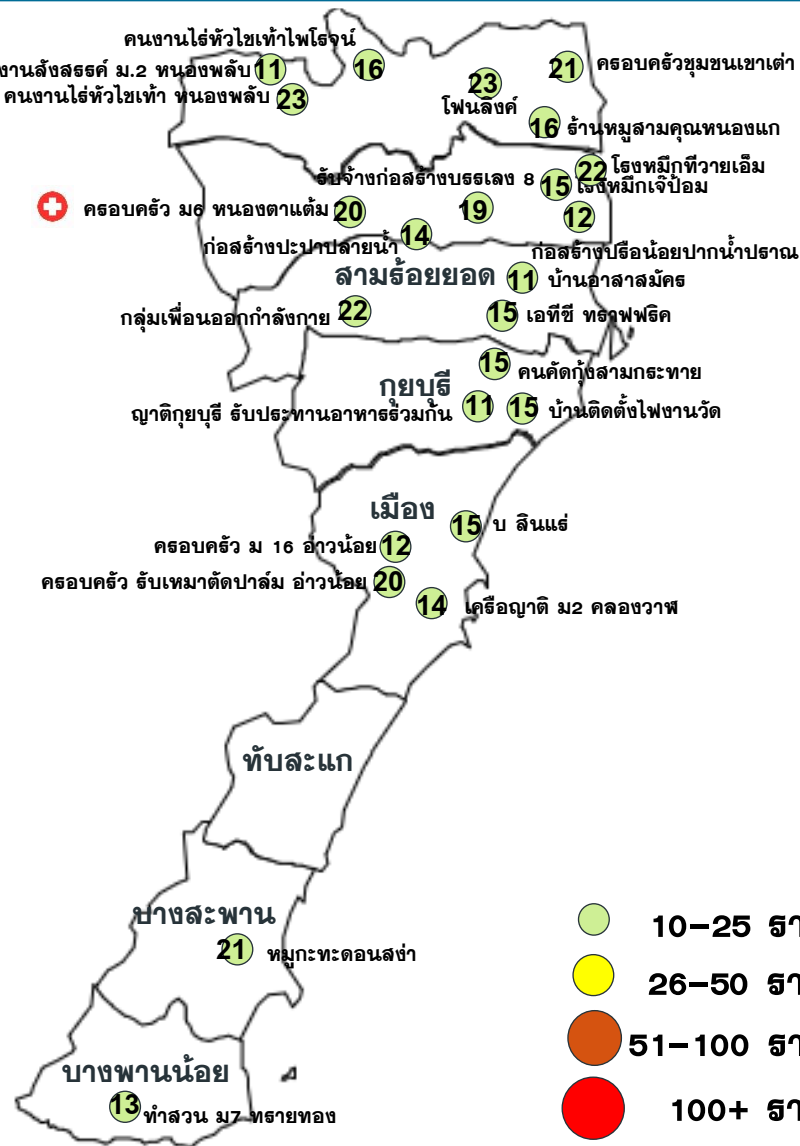 คนงานไร่หัวไชเท้าไพโรจน์
งานสังสรรค์ ม.2 หนองพลับ 11
16
21 ครอบครัวชุมชนเขาเต่า
คนงานไร่หัวไชเท้า หนองพลับ 23
23
โฟนลิงค์
16 ร้านหมูสามคุณหนองแก
22 โรงหมึกทีวายเอ็ม
รับจ้างก่อสร้างบรรเลง 8
19
15 โรงหมึกเจ๊ป้อม
ครอบครัว ม6 หนองตาแต้ม 20
12
ก่อสร้างปะปาปลายน้ำ 14
ก่อสร้างปรือน้อยปากน้ำปราณ
สามร้อยยอด
11 บ้านอาสาสมัคร
กลุ่มเพื่อนออกกำลังกาย 22
15 เอทีซี ทราฟฟริค
15 คนคัดกุ้งสามกระทาย
กุยบุรี
ญาติกุยบุรี รับประทานอาหารร่วมกัน 11
15 บ้านติดตั้งไฟงานวัด
เมือง
15 บ สินแร่
ครอบครัว ม 16 อ่าวน้อย 12
ครอบครัว รับเหมาตัดปาล์ม อ่าวน้อย 20
14 เครือญาติ ม2 คลองวาฬ
ทับสะแก
บางสะพาน
21 หมูกะทะดอนสง่า
บางพานน้อย
13 ทำสวน ม7 ทรายทอง
10-25 รา
26-50 รา
51-100 รา
100+ รา